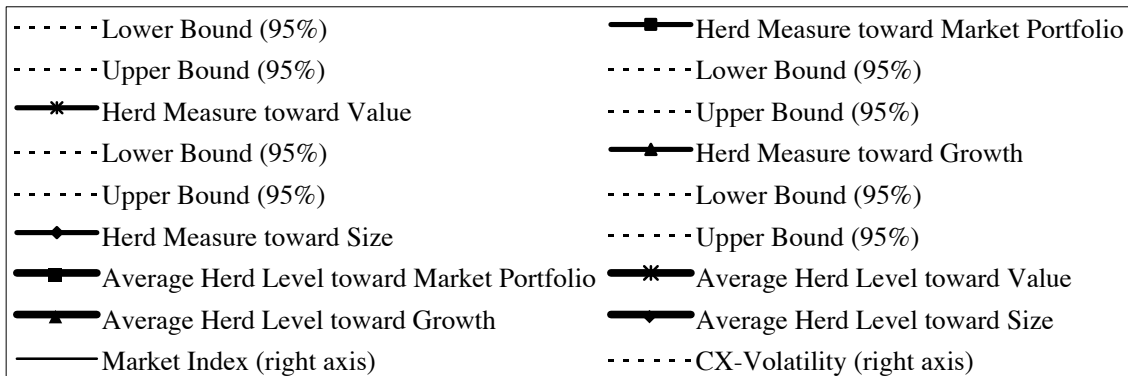 Lower Bound (95%) Herd Measure toward Market Portfolio
Upper Bound (95%) Lower Bound (95%)
Herd Measure toward Value Upper Bound (95%)
Lower Bound (95%) Herd Measure toward Growth
Upper Bound (95%) Lower Bound (95%)
Herd Measure toward Size Upper Bound (95%)
Average Herd Level toward Market Portfolio Average Herd Level toward Value
Average Herd Level toward Growth Average Herd Level toward Size
Market Index (right axis) CX-Volatility (right axis)